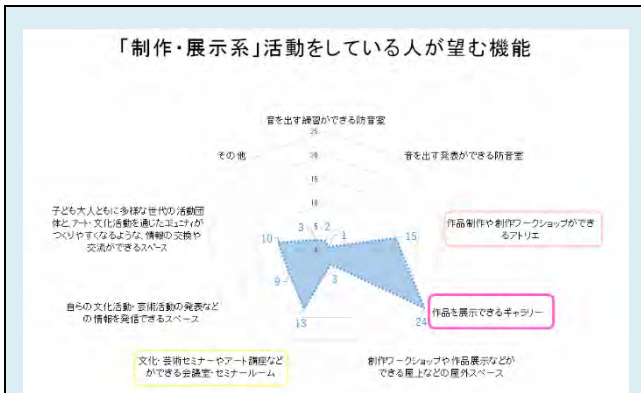 「制作・展示系」活動をしている人が望む機能
音を出す練習ができる防音室
25
その他
20
音を出す発表ができる防音室
15
10
子ども大人ともに多様な世代の活動団
体と、アート・文化活動を通じたコミュニティが
つくりやすくなるような、情報の交換や
交流ができるスペース
3
5
2
1
15
作品制作や創作ワークショップができ
るアトリエ
10
9
3
自らの文化活動・芸術活動の発表など
の情報を発信できるスペース
13
24
作品を展示できるギャラリー
文化・芸術セミナーやアート講座など
ができる会議室・セミナールーム
創作ワークショップや作品展示などが
できる屋上などの屋外スペース